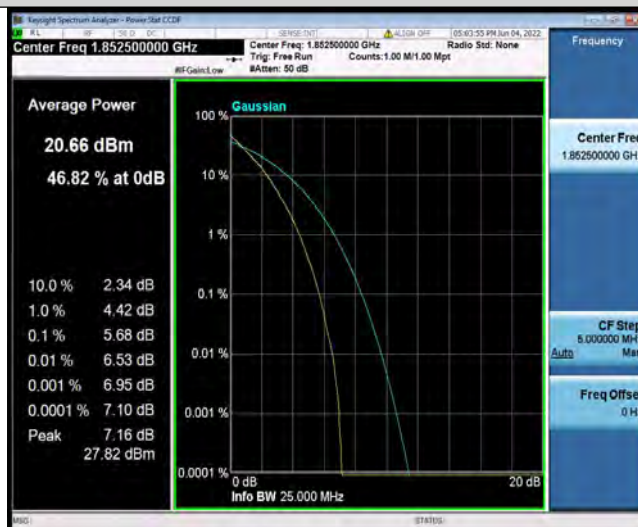 Keysight Spectrum Analyzer - Power Stat CCDF
RL RF 50 Ω DC SENSE:INT ALIGN OFF 05:03:55 PM Jun 04, 2022
Center Freq 1.852500000 GHz
Center Freq: 1.852500000 GHz
Radio Std: None
Trig: Free Run
Counts:1.00 M/1.00 Mpt
#IFGain:Low
#Atten: 50 dB
Frequency
Average Power
20.66 dBm
46.82 % at 0dB
10.0 % 2.34 dB
1.0 % 4.42 dB
0.1 % 5.68 dB
0.01 % 6.53 dB
0.001 % 6.95 dB
0.0001 % 7.10 dB
Peak 7.16 dB
27.82 dBm
Gaussian
100 %
10 %
1 %
0.1 %
0.01 %
0.001 %
0.0001 %
0 dB
20 dB
Info BW 25.000 MHz
Center Freq
1.852500000 GH
CF Step
5.000000 MH
Auto Ma
Freq Offse
0 H
MSG
STATUS